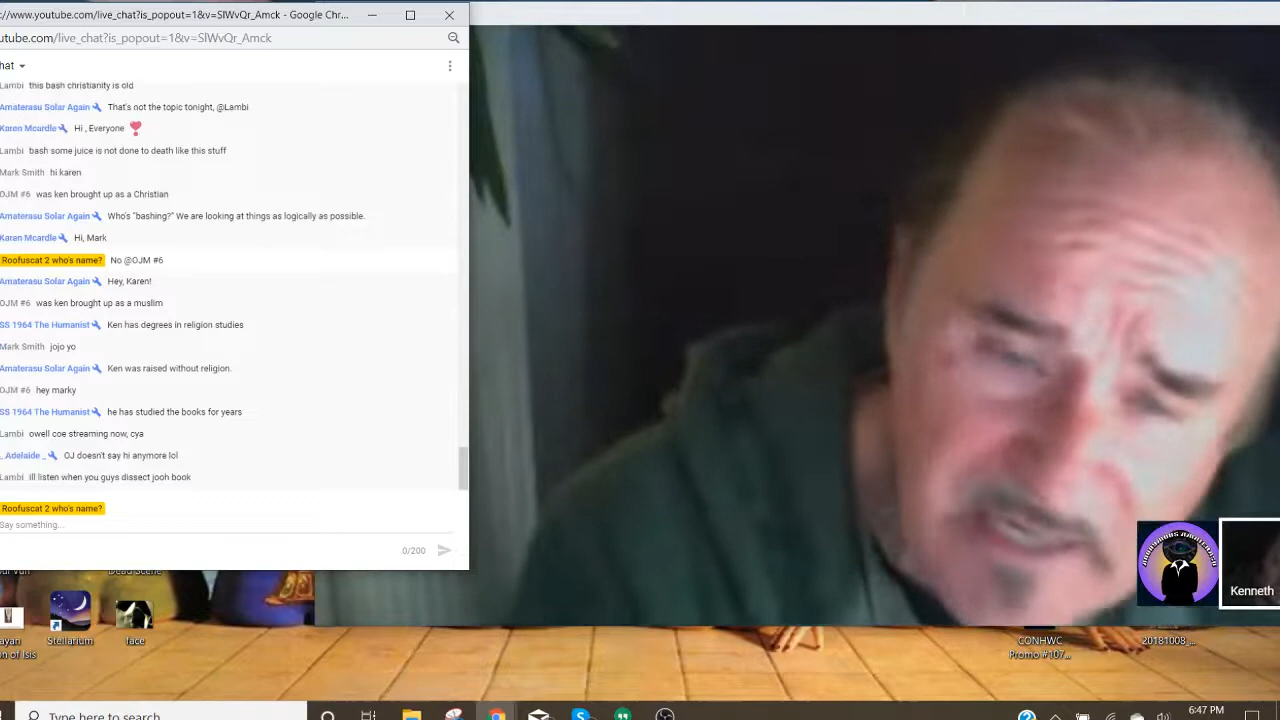 ://www.youtube.com/live_chat?is_popout=1&v=SlWvQr_Amck - Google Chr...
utube.com/live_chat?is_popout=1&v=SlWvQr_Amck
hat
Lambi this bash christianity is old
Amaterasu Solar Again That's not the topic tonight, @Lambi
Karen Mcardle Hi , Everyone
Lambi bash some juice is not done to death like this stuff
Mark Smith hi karen
OJM #6 was ken brought up as a Christian
Amaterasu Solar Again Who's "bashing?" We are looking at things as logically as possible.
Karen Mcardle Hi, Mark
Roofuscat 2 who's name? No @OJM #6
Amaterasu Solar Again Hey, Karen!
OJM #6 was ken brought up as a muslim
SS 1964 The Humanist Ken has degrees in religion studies
Mark Smith jojo yo
Amaterasu Solar Again Ken was raised without religion.
OJM #6 hey marky
SS 1964 The Humanist he has studied the books for years
Lambi owell coe streaming now, cya
_ Adelaide _ OJ doesn't say hi anymore lol
Lambi ill listen when you guys dissect jooh book
Roofuscat 2 who's name?
Say something...
0/200
Dead Scene
Kenneth
ayan
on of Isis
Stellarium
face
CONHWC
Promo #107...
20181008_...
Type here to search
6:47 PM